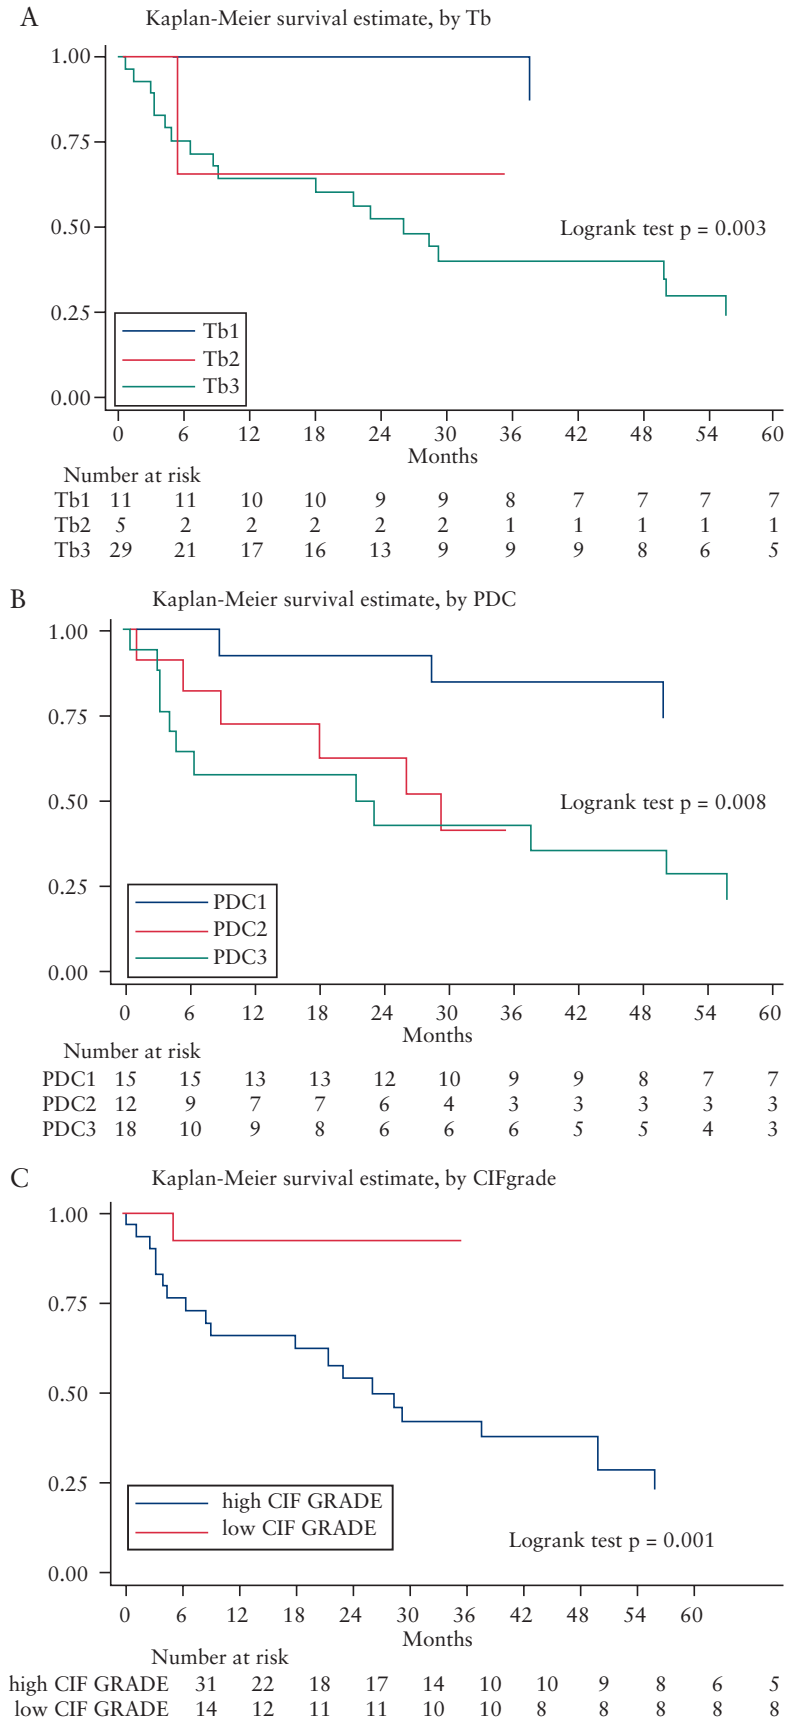 A
Kaplan-Meier survival estimate, by Tb
1.00
0.75
0.50
0.25
0.00
Logrank test p = 0.003
Tb1
Tb2
Tb3
0 6 12 18 24 30 36 42 48 54 60
Months
Number at risk
Tb1 11 11 10 10 9 9 8 7 7 7 7
Tb2 5 2 2 2 2 2 1 1 1 1 1
Tb3 29 21 17 16 13 9 9 9 8 6 5
B
Kaplan-Meier survival estimate, by PDC
1.00
0.75
0.50
0.25
0.00
Logrank test p = 0.008
PDC1
PDC2
PDC3
0 6 12 18 24 30 36 42 48 54 60
Months
Number at risk
PDC1 15 15 13 13 12 10 9 9 8 7 7
PDC2 12 9 7 7 6 4 3 3 3 3 3
PDC3 18 10 9 8 6 6 6 5 5 4 3
C
Kaplan-Meier survival estimate, by CIFgrade
1.00
0.75
0.50
0.25
0.00
high CIF GRADE
low CIF GRADE
Logrank test p = 0.001
0 6 12 18 24 30 36 42 48 54 60
Months
Number at risk
high CIF GRADE 31 22 18 17 14 10 10 9 8 6 5
low CIF GRADE 14 12 11 11 10 10 8 8 8 8 8